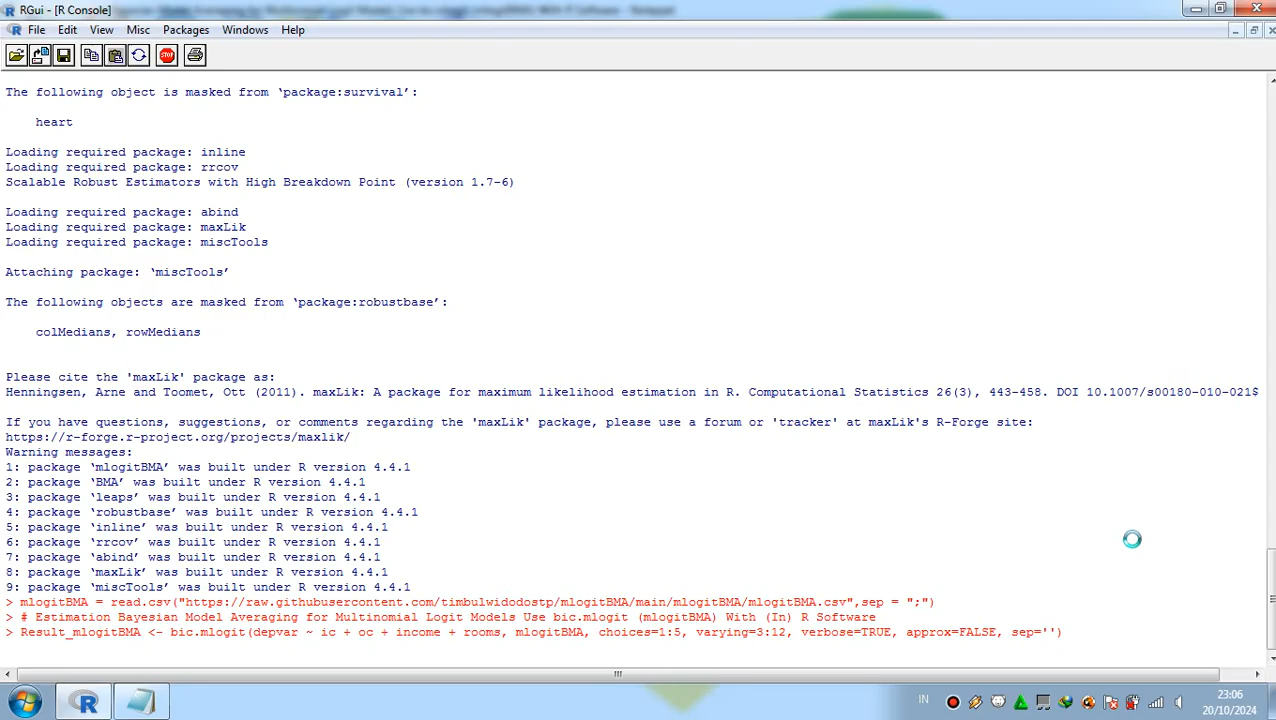 RGui - [R Console]
File Edit View Misc Packages Windows Help
STOP
The following object is masked from ‘package:survival’:
heart
Loading required package: inline
Loading required package: rrcov
Scalable Robust Estimators with High Breakdown Point (version 1.7-6)
Loading required package: abind
Loading required package: maxLik
Loading required package: miscTools
Attaching package: ‘miscTools’
The following objects are masked from ‘package:robustbase’:
colMedians, rowMedians
Please cite the 'maxLik' package as:
Henningsen, Arne and Toomet, Ott (2011). maxLik: A package for maximum likelihood estimation in R. Computational Statistics 26(3), 443-458. DOI 10.1007/s00180-010-021$
If you have questions, suggestions, or comments regarding the 'maxLik' package, please use a forum or 'tracker' at maxLik's R-Forge site:
https://r-forge.r-project.org/projects/maxlik/
Warning messages:
1: package ‘mlogitBMA’ was built under R version 4.4.1
2: package ‘BMA’ was built under R version 4.4.1
3: package ‘leaps’ was built under R version 4.4.1
4: package ‘robustbase’ was built under R version 4.4.1
5: package ‘inline’ was built under R version 4.4.1
6: package ‘rrcov’ was built under R version 4.4.1
7: package ‘abind’ was built under R version 4.4.1
8: package ‘maxLik’ was built under R version 4.4.1
9: package ‘miscTools’ was built under R version 4.4.1
> mlogitBMA = read.csv("https://raw.githubusercontent.com/timbulwidodostp/mlogitBMA/main/mlogitBMA/mlogitBMA.csv",sep = ";")
> # Estimation Bayesian Model Averaging for Multinomial Logit Models Use bic.mlogit (mlogitBMA) With (In) R Software
> Result_mlogitBMA <- bic.mlogit(depvar ~ ic + oc + income + rooms, mlogitBMA, choices=1:5, varying=3:12, verbose=TRUE, approx=FALSE, sep='')
IN
23:06
20/10/2024